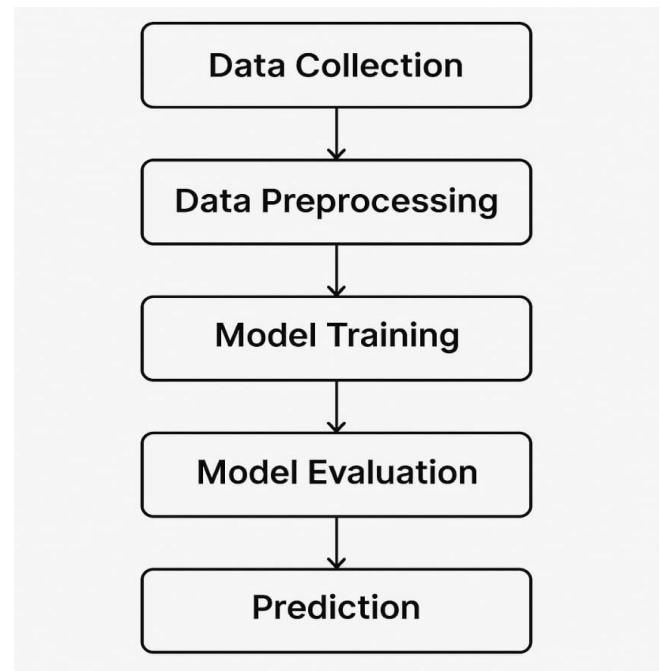 Data Collection
Data Preprocessing
Model Training
Model Evaluation
Prediction